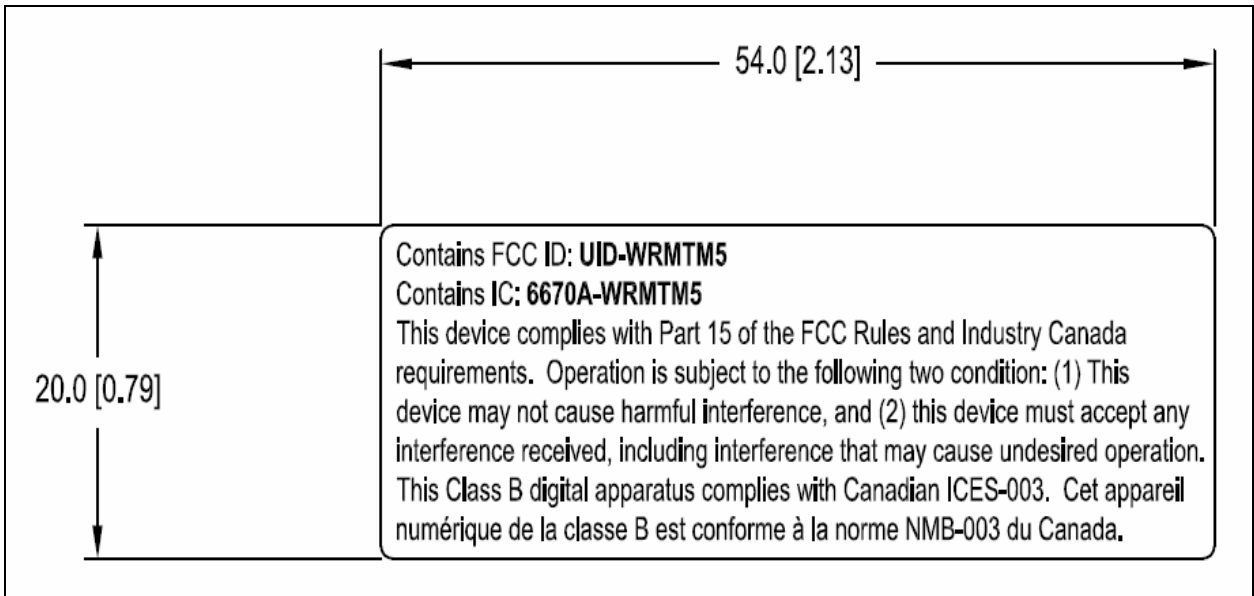 54.0 [2.13]
20.0 [0.79]
Contains FCC ID: UID-WRMTM5
Contains IC: 6670A-WRMTM5
This device complies with Part 15 of the FCC Rules and Industry Canada
requirements.  Operation is subject to the following two condition: (1) This
device may not cause harmful interference, and (2) this device must accept any
interference received, including interference that may cause undesired operation.
This Class B digital apparatus complies with Canadian ICES-003.  Cet appareil
numérique de la classe B est conforme à la norme NMB-003 du Canada.